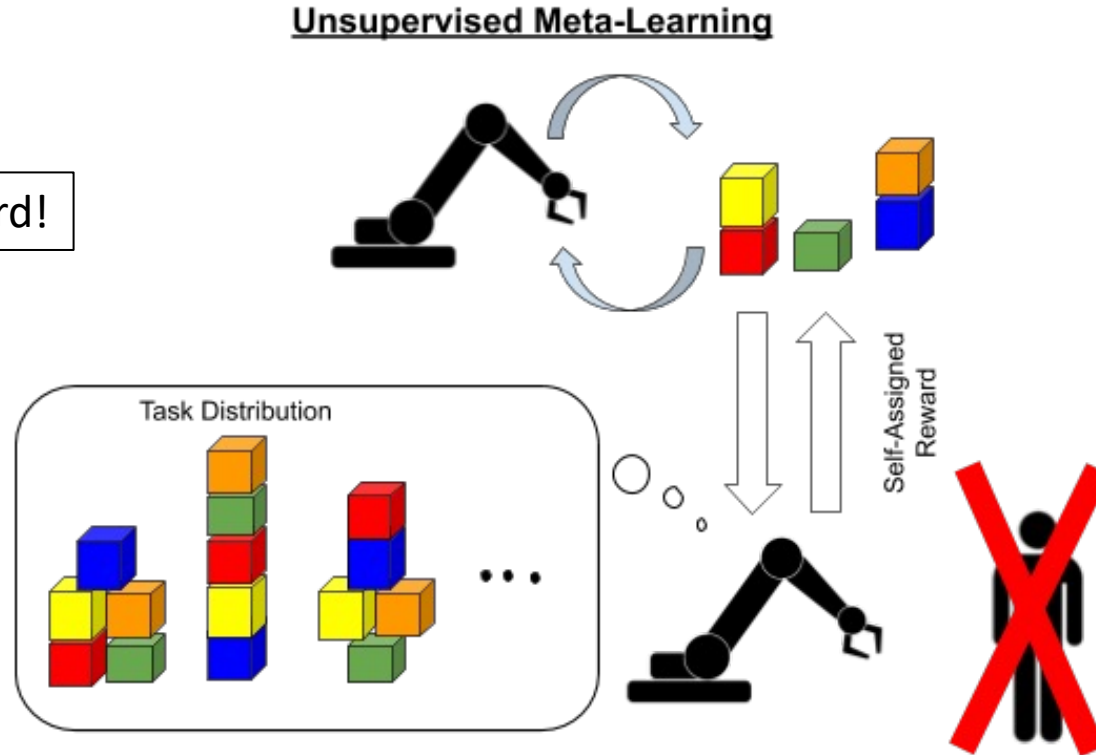 Unsupervised Meta-Learning
rd!
Task Distribution
Self-Assigned
Reward